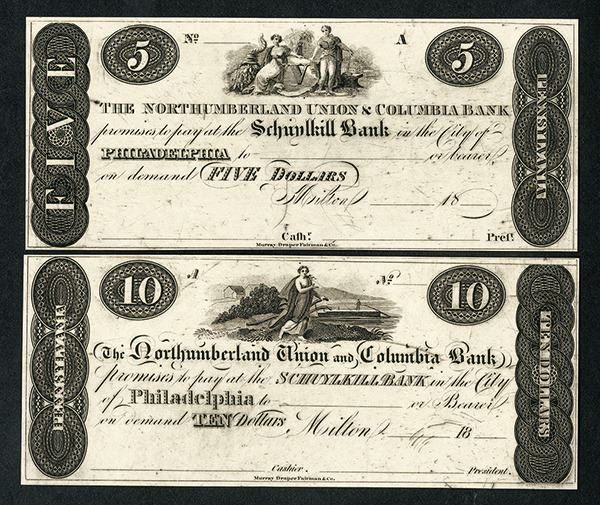 FIVE
5
Nº
A
5
PENNSYLVANIA
THE NORTHUMBERLAND UNION & COLUMBIA BANK
promises to pay at the Schuylkill Bank in the City of
PHILADELPHIA to or bearer
on demand FIVE DOLLARS
Milton 18
Cashr. Prest.
Murray Draper Fairman & Co.
PENNSYLVANIA
10
A
Nº
10
TEN DOLLARS
The Northumberland Union and Columbia Bank
promises to pay at the SCHUYLKILL BANK in the City
of Philadelphia to or Bearer
on demand TEN Dollars Milton 18
Cashier. President.
Murray Draper Fairman & Co.